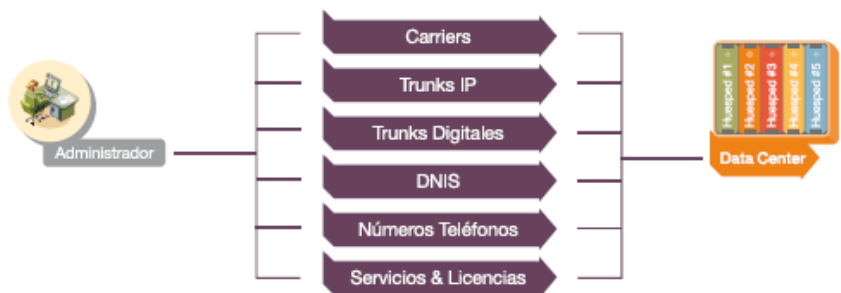 Administrador
Carriers
Trunks IP
Trunks Digitales
DNIS
Números Teléfonos
Servicios & Licencias
Huesped #1
Huesped #2
Huesped #3
Huesped #4
Huesped #5
Data Center